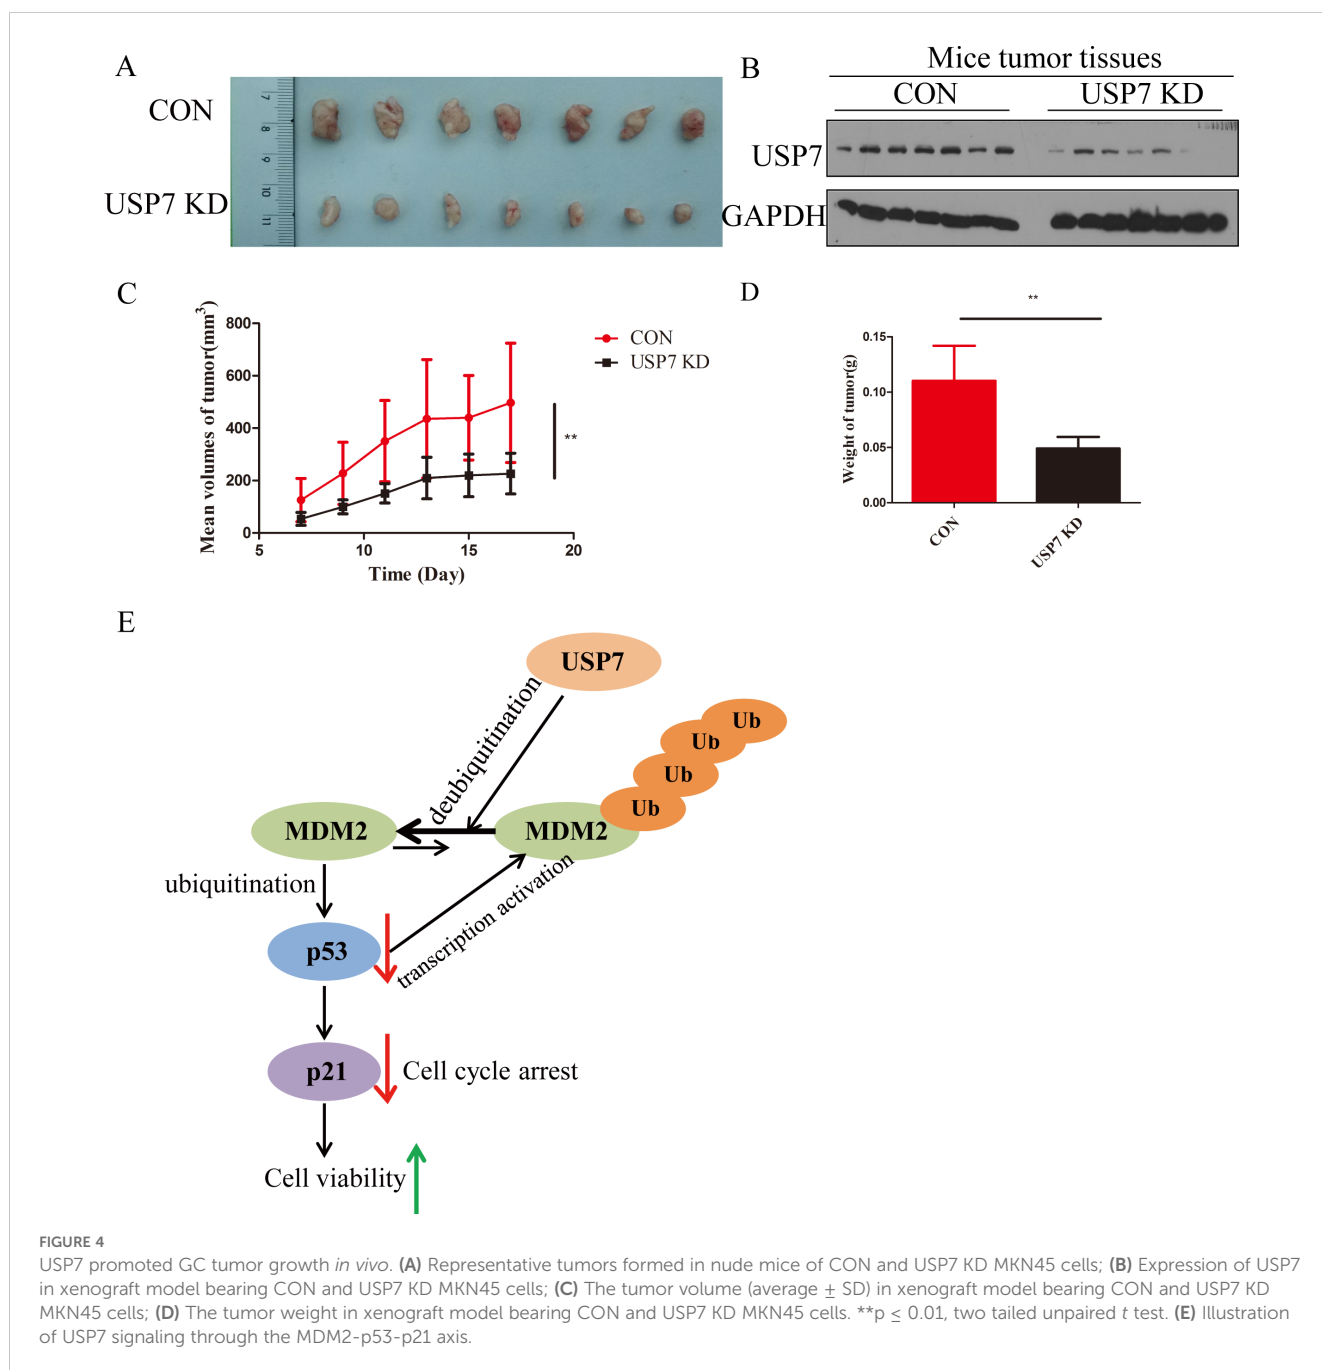 A
CON
USP7 KD
7
8
9
10
11
B
Mice tumor tissues
CON
USP7 KD
USP7
GAPDH
C
Mean volumes of tumor(mm3)
800
600
400
200
0
5
10
15
20
Time (Day)
CON
USP7 KD
**
D
**
Weight of tumor(g)
0.15
0.10
0.05
0.00
CON
USP7 KD
E
USP7
deubiquitination
Ub
Ub
Ub
Ub
MDM2
MDM2
ubiquitination
transcription activation
p53
p21
Cell cycle arrest
Cell viability
FIGURE 4
USP7 promoted GC tumor growth in vivo. (A) Representative tumors formed in nude mice of CON and USP7 KD MKN45 cells; (B) Expression of USP7
in xenograft model bearing CON and USP7 KD MKN45 cells; (C) The tumor volume (average ± SD) in xenograft model bearing CON and USP7 KD
MKN45 cells; (D) The tumor weight in xenograft model bearing CON and USP7 KD MKN45 cells. **p ≤ 0.01, two tailed unpaired t test. (E) Illustration
of USP7 signaling through the MDM2-p53-p21 axis.